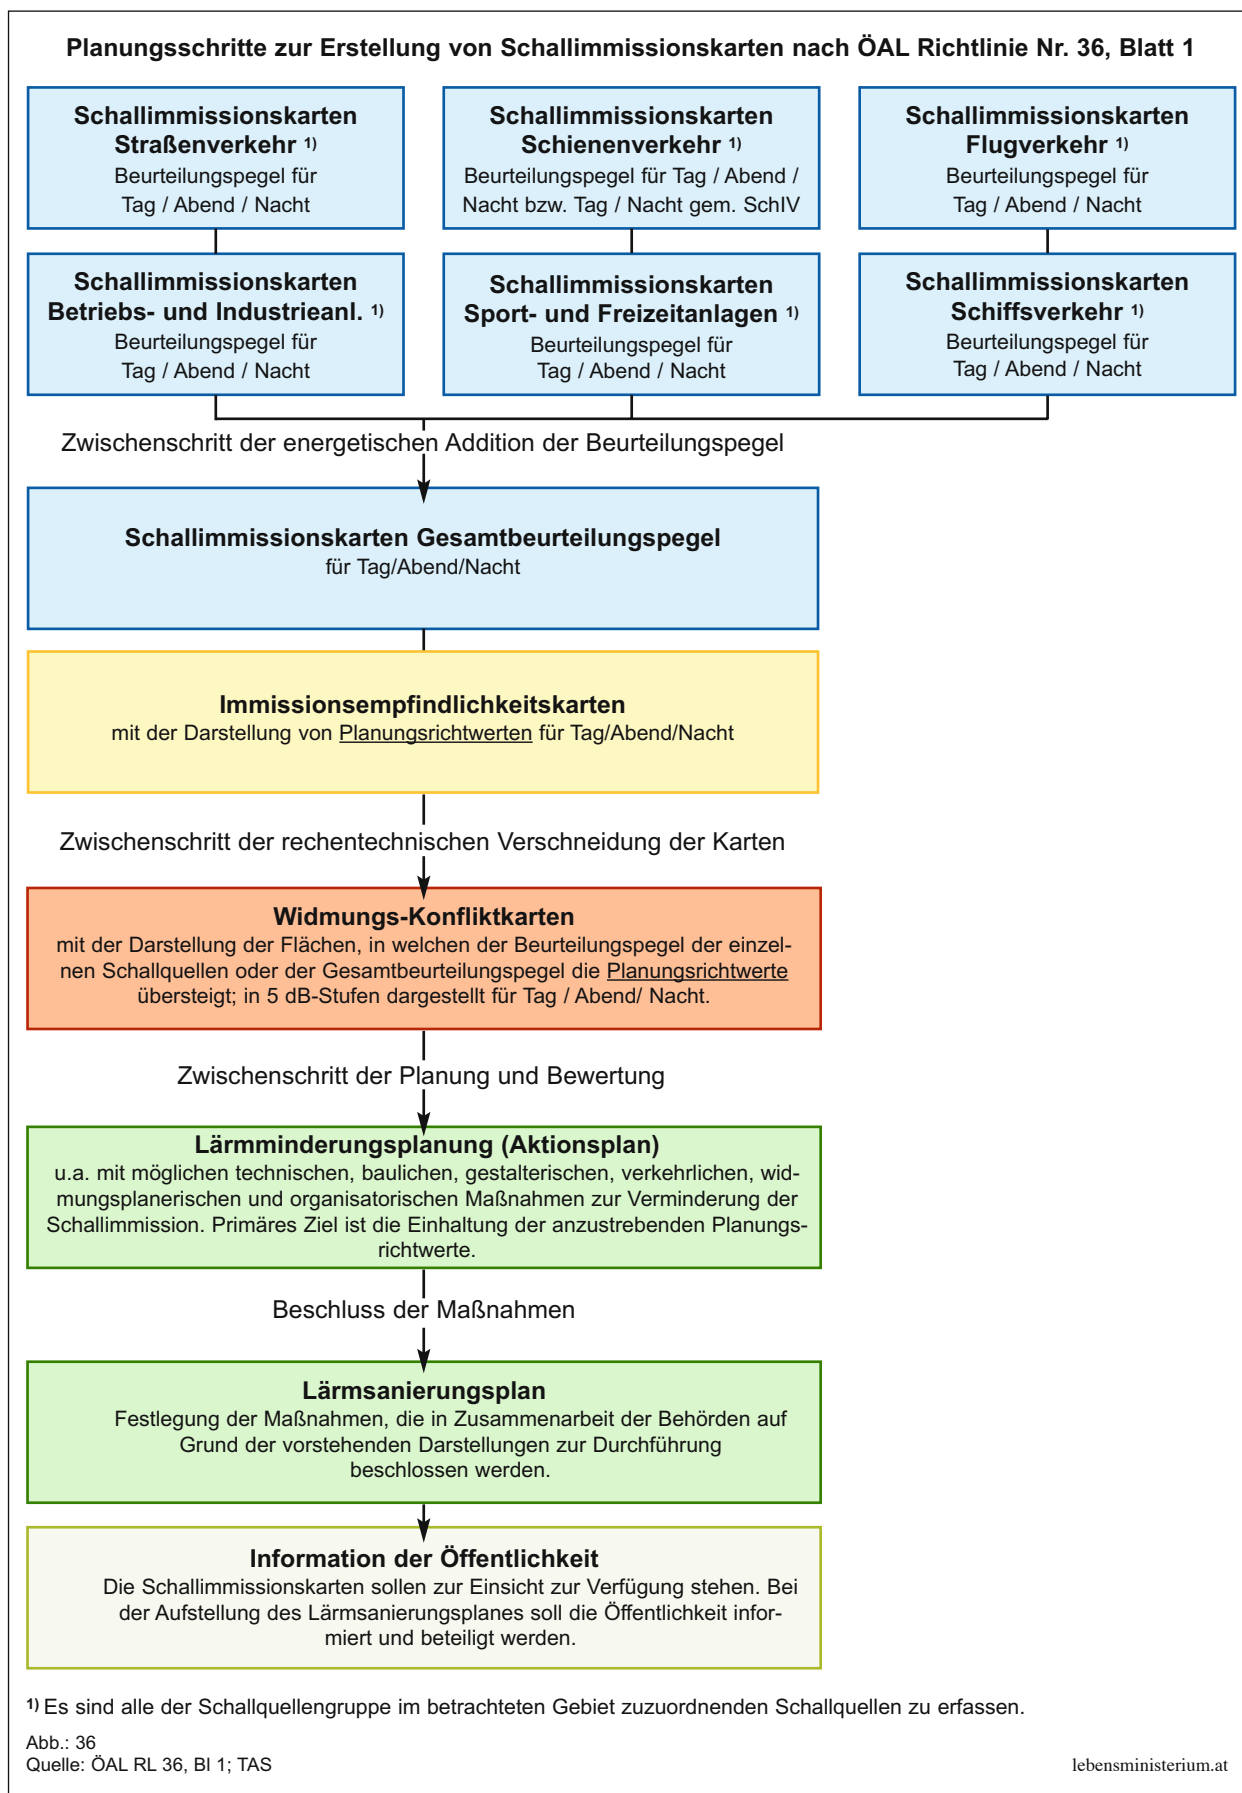 Planungsschritte zur Erstellung von Schallimmissionskarten nach ÖAL Richtlinie Nr. 36, Blatt 1
Schallimmissionskarten
Straßenverkehr 1)
Beurteilungspegel für
Tag / Abend / Nacht
Schallimmissionskarten
Schienenverkehr 1)
Beurteilungspegel für Tag / Abend /
Nacht bzw. Tag / Nacht gem. SchIV
Schallimmissionskarten
Flugverkehr 1)
Beurteilungspegel für
Tag / Abend / Nacht
Schallimmissionskarten
Betriebs- und Industrieanl. 1)
Beurteilungspegel für
Tag / Abend / Nacht
Schallimmissionskarten
Sport- und Freizeitanlagen 1)
Beurteilungspegel für
Tag / Abend / Nacht
Schallimmissionskarten
Schiffsverkehr 1)
Beurteilungspegel für
Tag / Abend / Nacht
Zwischenschritt der energetischen Addition der Beurteilungspegel
Schallimmissionskarten Gesamtbeurteilungspegel
für Tag/Abend/Nacht
Immissionsempfindlichkeitskarten
mit der Darstellung von Planungsrichtwerten für Tag/Abend/Nacht
Zwischenschritt der rechentechnischen Verschneidung der Karten
Widmungs-Konfliktkarten
mit der Darstellung der Flächen, in welchen der Beurteilungspegel der einzel-
nen Schallquellen oder der Gesamtbeurteilungspegel die Planungsrichtwerte
übersteigt; in 5 dB-Stufen dargestellt für Tag / Abend/ Nacht.
Zwischenschritt der Planung und Bewertung
Lärmminderungsplanung (Aktionsplan)
u.a. mit möglichen technischen, baulichen, gestalterischen, verkehrlichen, wid-
mungsplanerischen und organisatorischen Maßnahmen zur Verminderung der
Schallimmission. Primäres Ziel ist die Einhaltung der anzustrebenden Planungs-
richtwerte.
Beschluss der Maßnahmen
Lärmsanierungsplan
Festlegung der Maßnahmen, die in Zusammenarbeit der Behörden auf
Grund der vorstehenden Darstellungen zur Durchführung
beschlossen werden.
Information der Öffentlichkeit
Die Schallimmissionskarten sollen zur Einsicht zur Verfügung stehen. Bei
der Aufstellung des Lärmsanierungsplanes soll die Öffentlichkeit infor-
miert und beteiligt werden.
1) Es sind alle der Schallquellengruppe im betrachteten Gebiet zuzuordnenden Schallquellen zu erfassen.
Abb.: 36
Quelle: ÖAL RL 36, Bl 1; TAS
lebensministerium.at